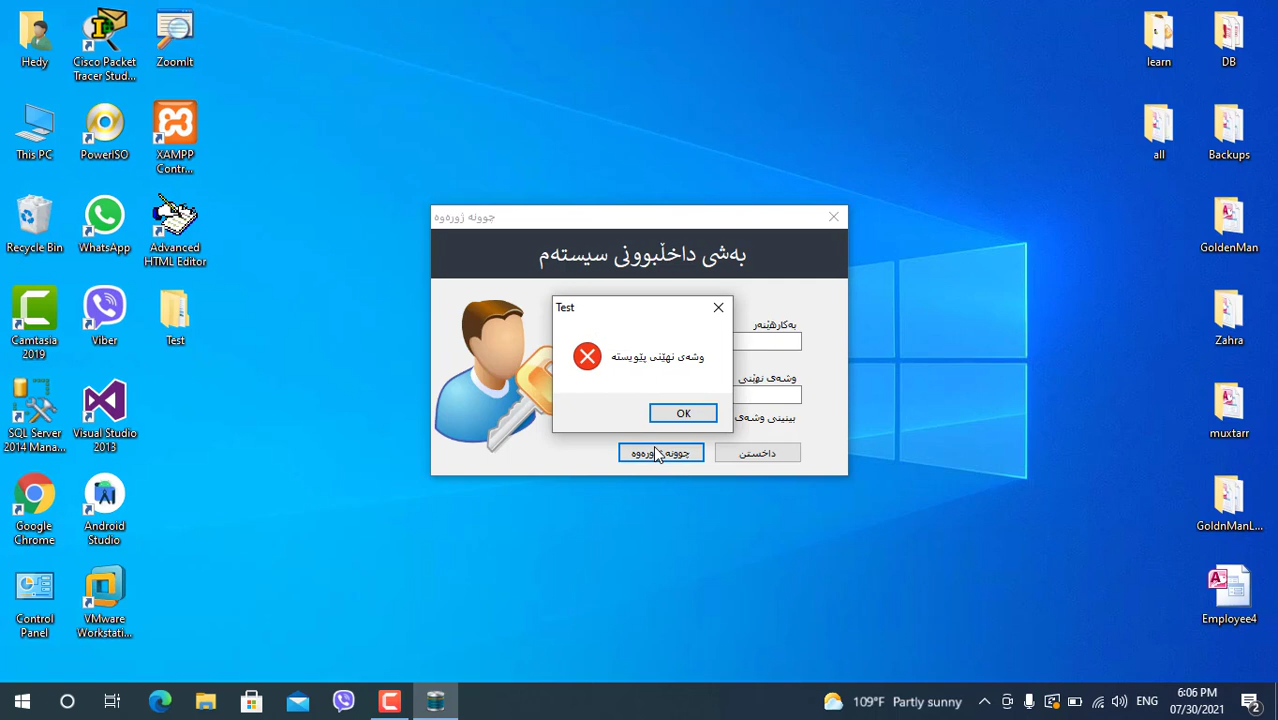 Hedy
Cisco Packet
Tracer Stud...
ZoomIt
This PC
PowerISO
XAMPP
Contr...
Recycle Bin
WhatsApp
Advanced
HTML Editor
Camtasia
2019
Viber
Test
SQL Server
2014 Mana...
Visual Studio
2013
Google
Chrome
Android
Studio
Control
Panel
VMware
Workstati...
چوونە ژورەوە
بەشی داخڵبوونی سیستەم
بەکارهێنەر
وشەی نهێنی
بینینی وشەی
چوونە ژورەوە
داخستن
Test
وشەی نهێنی پێویستە
OK
learn
DB
all
Backups
GoldenMan
Zahra
muxtarr
GoldnManL...
Employee4
109°F Partly sunny
ENG
6:06 PM
07/30/2021
2